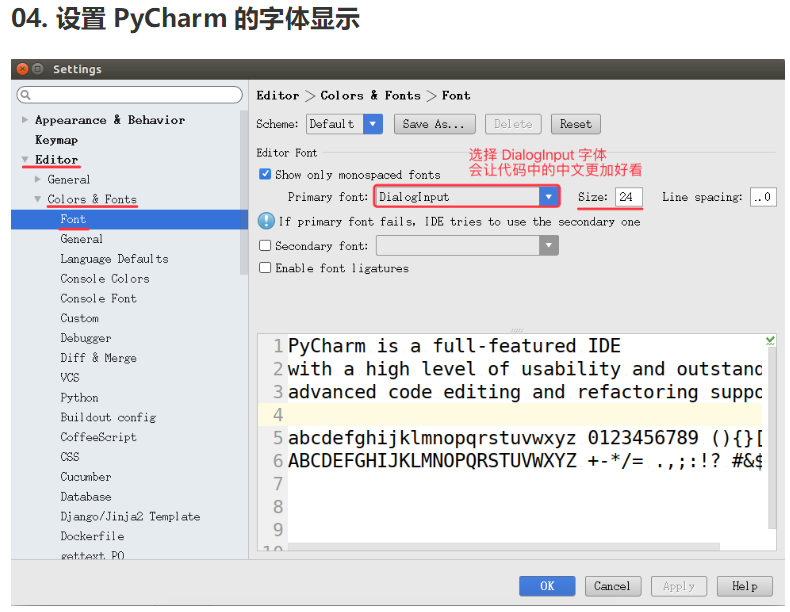 04. 设置 PyCharm 的字体显示
Settings
Appearance & Behavior
Keymap
Editor
General
Colors & Fonts
Font
General
Language Defaults
Console Colors
Console Font
Custom
Debugger
Diff & Merge
VCS
Python
Buildout config
CoffeeScript
CSS
Cucumber
Database
Django/Jinja2 Template
Dockerfile
gettext PO
Editor > Colors & Fonts > Font
Scheme: Default Save As... Delete Reset
Editor Font
选择 DialogInput 字体
会让代码中的中文更加好看
Show only monospaced fonts
Primary font: DialogInput Size: 24 Line spacing: ..0
If primary font fails, IDE tries to use the secondary one
Secondary font:
Enable font ligatures
1 PyCharm is a full-featured IDE
2 with a high level of usability and outstand
3 advanced code editing and refactoring suppo
4
5 abcdefghijklmnopqrstuvwxyz 0123456789 (){}[
6 ABCDEFGHIJKLMNOPQRSTUVWXYZ +-*/= .,;:!? #&$
7
8
9
10
OK Cancel Apply Help